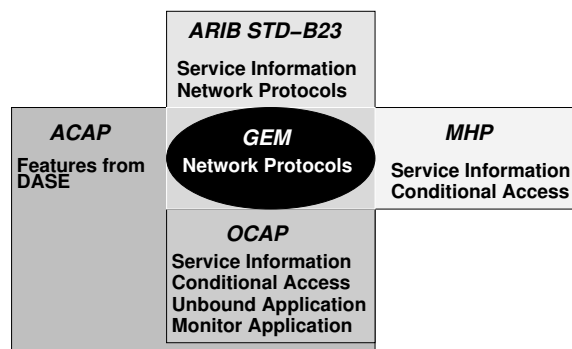 ARIB STD–B23
Service Information
Network Protocols
ACAP
Features from
DASE
GEM
Network Protocols
MHP
Service Information
Conditional Access
OCAP
Service Information
Conditional Access
Unbound Application
Monitor Application